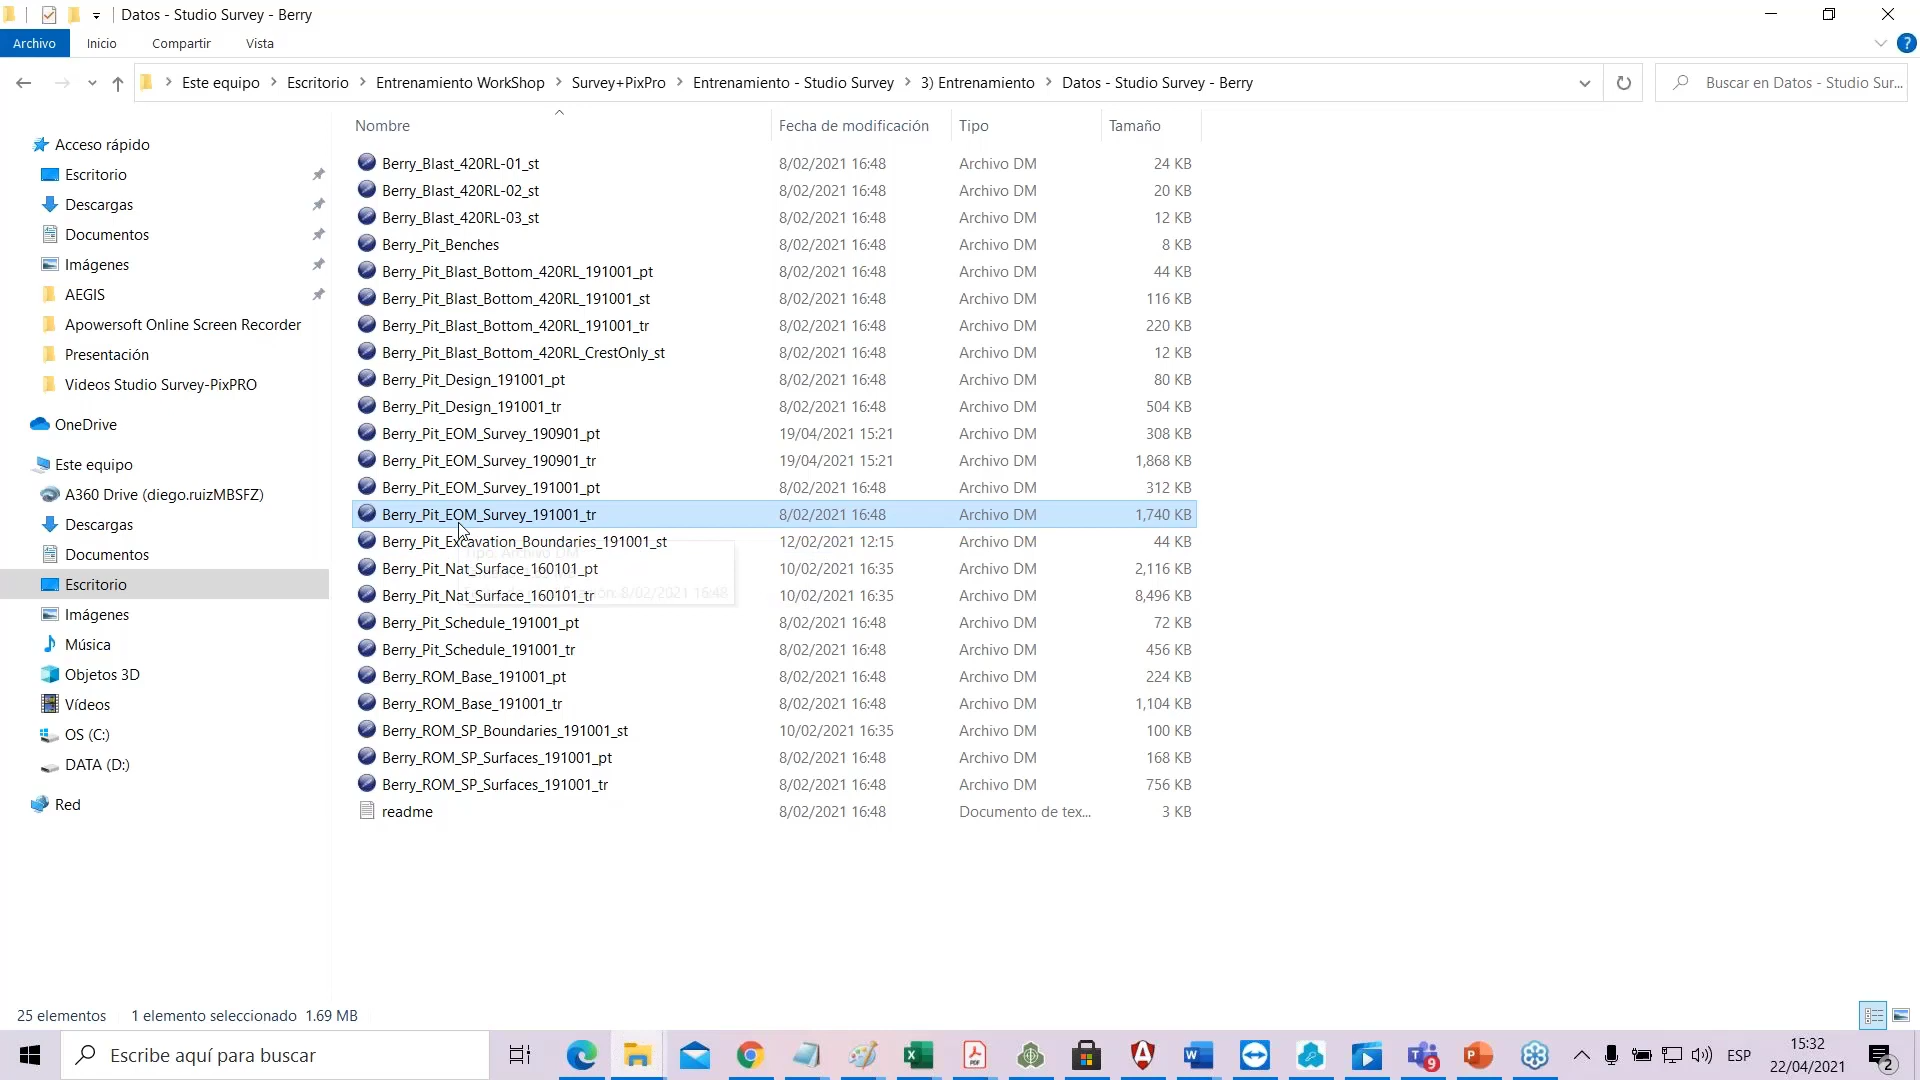 Datos - Studio Survey - Berry
Archivo Inicio Compartir Vista
Este equipo > Escritorio > Entrenamiento WorkShop > Survey+PixPro > Entrenamiento - Studio Survey > 3) Entrenamiento > Datos - Studio Survey - Berry
Buscar en Datos - Studio Sur...
Nombre Fecha de modificación Tipo Tamaño
Acceso rápido
Escritorio
Descargas
Documentos
Imágenes
AEGIS
Apowersoft Online Screen Recorder
Presentación
Videos Studio Survey-PixPRO
OneDrive
Este equipo
A360 Drive (diego.ruizMBSFZ)
Descargas
Documentos
Escritorio
Imágenes
Música
Objetos 3D
Vídeos
OS (C:)
DATA (D:)
Red
Berry_Blast_420RL-01_st 8/02/2021 16:48 Archivo DM 24 KB
Berry_Blast_420RL-02_st 8/02/2021 16:48 Archivo DM 20 KB
Berry_Blast_420RL-03_st 8/02/2021 16:48 Archivo DM 12 KB
Berry_Pit_Benches 8/02/2021 16:48 Archivo DM 8 KB
Berry_Pit_Blast_Bottom_420RL_191001_pt 8/02/2021 16:48 Archivo DM 44 KB
Berry_Pit_Blast_Bottom_420RL_191001_st 8/02/2021 16:48 Archivo DM 116 KB
Berry_Pit_Blast_Bottom_420RL_191001_tr 8/02/2021 16:48 Archivo DM 220 KB
Berry_Pit_Blast_Bottom_420RL_CrestOnly_st 8/02/2021 16:48 Archivo DM 12 KB
Berry_Pit_Design_191001_pt 8/02/2021 16:48 Archivo DM 80 KB
Berry_Pit_Design_191001_tr 8/02/2021 16:48 Archivo DM 504 KB
Berry_Pit_EOM_Survey_190901_pt 19/04/2021 15:21 Archivo DM 308 KB
Berry_Pit_EOM_Survey_190901_tr 19/04/2021 15:21 Archivo DM 1,868 KB
Berry_Pit_EOM_Survey_191001_pt 8/02/2021 16:48 Archivo DM 312 KB
Berry_Pit_EOM_Survey_191001_tr 8/02/2021 16:48 Archivo DM 1,740 KB
Berry_Pit_Excavation_Boundaries_191001_st 12/02/2021 12:15 Archivo DM 44 KB
Berry_Pit_Nat_Surface_160101_pt 10/02/2021 16:35 Archivo DM 2,116 KB
Berry_Pit_Nat_Surface_160101_tr 10/02/2021 16:35 Archivo DM 8,496 KB
Berry_Pit_Schedule_191001_pt 8/02/2021 16:48 Archivo DM 72 KB
Berry_Pit_Schedule_191001_tr 8/02/2021 16:48 Archivo DM 456 KB
Berry_ROM_Base_191001_pt 8/02/2021 16:48 Archivo DM 224 KB
Berry_ROM_Base_191001_tr 8/02/2021 16:48 Archivo DM 1,104 KB
Berry_ROM_SP_Boundaries_191001_st 10/02/2021 16:35 Archivo DM 100 KB
Berry_ROM_SP_Surfaces_191001_pt 8/02/2021 16:48 Archivo DM 168 KB
Berry_ROM_SP_Surfaces_191001_tr 8/02/2021 16:48 Archivo DM 756 KB
readme 8/02/2021 16:48 Documento de tex... 3 KB
Tipo: Archivo DM
8/02/2021 16:48
25 elementos 1 elemento seleccionado 1.69 MB
Escribe aquí para buscar
9
ESP
15:32
22/04/2021
2